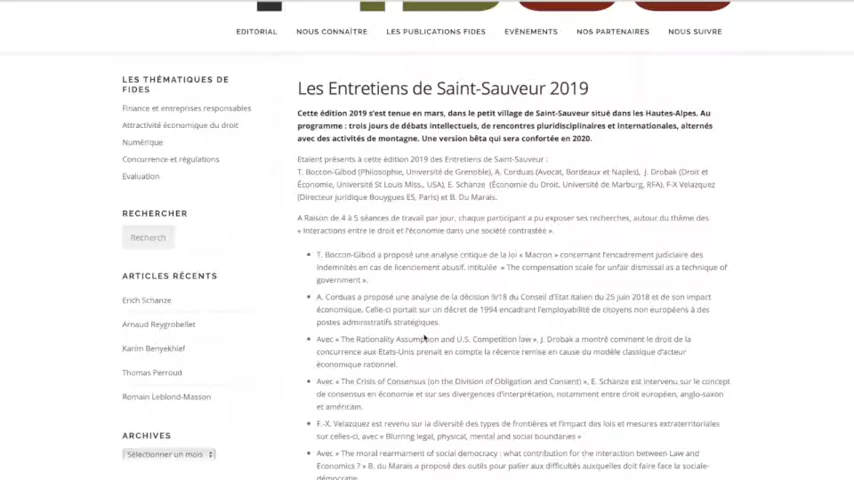 EDITORIAL NOUS CONNAÎTRE LES PUBLICATIONS FIDES EVÈNEMENTS NOS PARTENAIRES NOUS SUIVRE
LES THÉMATIQUES DE
FIDES
Finance et entreprises responsables
Attractivité économique du droit
Numérique
Concurrence et régulations
Evaluation
RECHERCHER
Recherch
ARTICLES RÉCENTS
Erich Schanze
Arnaud Reygrobellet
Karim Benyekhlef
Thomas Perroud
Romain Leblond-Masson
ARCHIVES
Sélectionner un mois
Les Entretiens de Saint-Sauveur 2019
Cette édition 2019 s'est tenue en mars, dans le petit village de Saint-Sauveur situé dans les Hautes-Alpes. Au
programme : trois jours de débats intellectuels, de rencontres pluridisciplinaires et internationales, alternés
avec des activités de montagne. Une version bêta qui sera confortée en 2020.
Etaient présents à cette édition 2019 des Entretiens de Saint-Sauveur :
T. Boccon-Gibod (Philosophie, Université de Grenoble), A. Corduas (Avocat, Bordeaux et Naples), J. Drobak (Droit et
Économie, Université St Louis Miss., USA), E. Schanze (Économie du Droit, Université de Marburg, RFA), F-X Velazquez
(Directeur juridique Bouygues ES, Paris) et B. Du Marais.
A Raison de 4 à 5 séances de travail par jour, chaque participant a pu exposer ses recherches, autour du thème des
« Interactions entre le droit et l'économie dans une société contrastée ».
• T. Boccon-Gibod a proposé une analyse critique de la loi « Macron » concernant l'encadrement judiciaire des
indemnités en cas de licenciement abusif, intitulée « The compensation scale for unfair dismissal as a technique of
government ».
• A. Corduas a proposé une analyse de la décision 9/18 du Conseil d'Etat italien du 25 juin 2018 et de son impact
économique. Celle-ci portait sur un décret de 1994 encadrant l'employabilité de citoyens non européens à des
postes administratifs stratégiques.
• Avec « The Rationality Assumption and U.S. Competition law », J. Drobak a montré comment le droit de la
concurrence aux Etats-Unis prenait en compte la récente remise en cause du modèle classique d'acteur
économique rationnel.
• Avec « The Crisis of Consensus (on the Division of Obligation and Consent) », E. Schanze est intervenu sur le concept
de consensus en économie et sur ses divergences d'interprétation, notamment entre droit européen, anglo-saxon
et américain.
• F.-X. Velazquez est revenu sur la diversité des types de frontières et l'impact des lois et mesures extraterritoriales
sur celles-ci, avec « Blurring legal, physical, mental and social boundaries »
• Avec « The moral rearmament of social democracy : what contribution for the interaction between Law and
Economics ? » B. du Marais a proposé des outils pour palier aux difficultés auxquelles doit faire face la sociale-
démocratie.